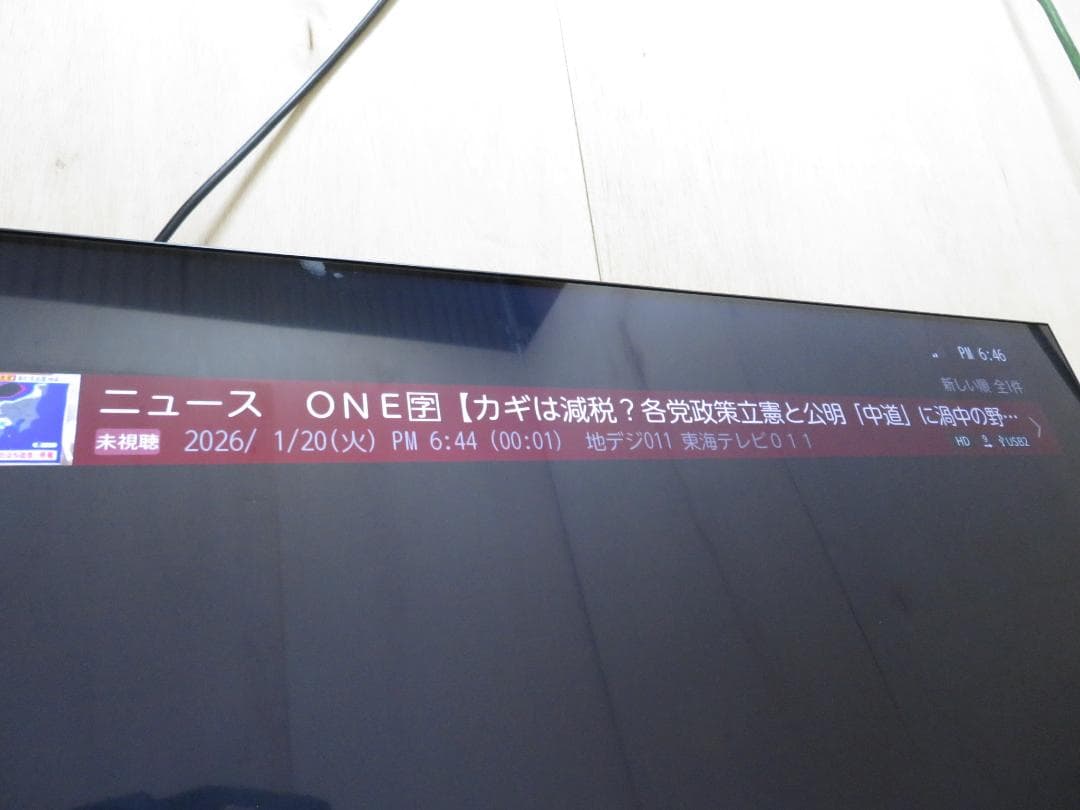 PM 6:46
新しい順 全1件
ニュース ONE🈑【カギは減税？各党政策立憲と公明「中道」に渦中の野…
未視聴 2026/ 1/20(火) PM 6:44 (00:01) 地デジ011 東海テレビ011 HD USB2